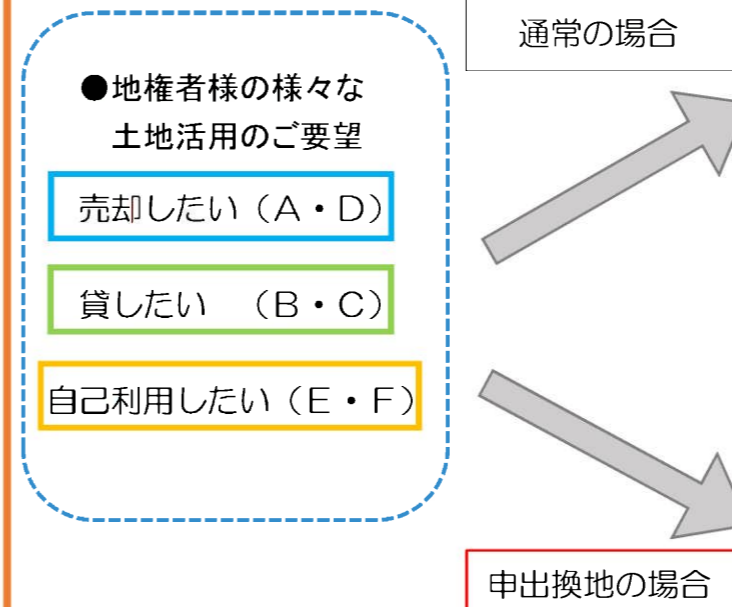 通常の場合
●地権者様の様々な
土地活用のご要望
売却したい（A・D）
貸したい　（B・C）
自己利用したい（E・F）
申出換地の場合